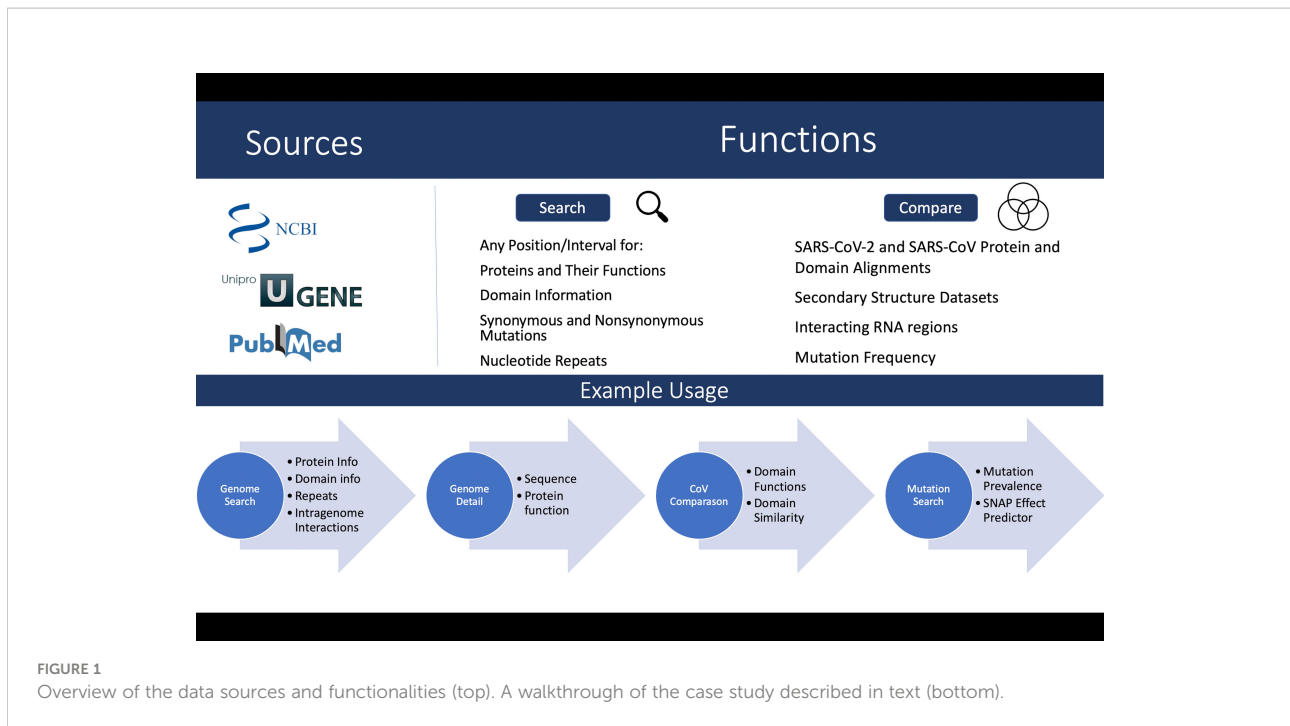 Sources
Functions
NCBI
Unipro
U GENE
PubMed
Search
Any Position/Interval for:
Proteins and Their Functions
Domain Information
Synonymous and Nonsynonymous
Mutations
Nucleotide Repeats
Compare
SARS-CoV-2 and SARS-CoV Protein and
Domain Alignments
Secondary Structure Datasets
Interacting RNA regions
Mutation Frequency
Example Usage
Genome
Search
• Protein Info
• Domain info
• Repeats
• Intragenome
Interactions
Genome
Detail
• Sequence
• Protein
function
CoV
Comparason
• Domain
Functions
• Domain
Similarity
Mutation
Search
• Mutation
Prevalence
• SNAP Effect
Predictor
FIGURE 1
Overview of the data sources and functionalities (top). A walkthrough of the case study described in text (bottom).